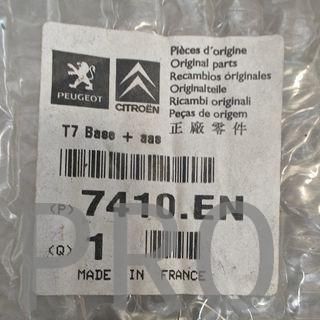 Pièces d'origine
Original parts
Recambios originales
Originalteile
Ricambi originali
Peças de origem
正廠零件
PEUGEOT
CITROËN
T7 Base + aas
(P) 7410.EN
(Q) 1
MADE IN FRANCE
PRO